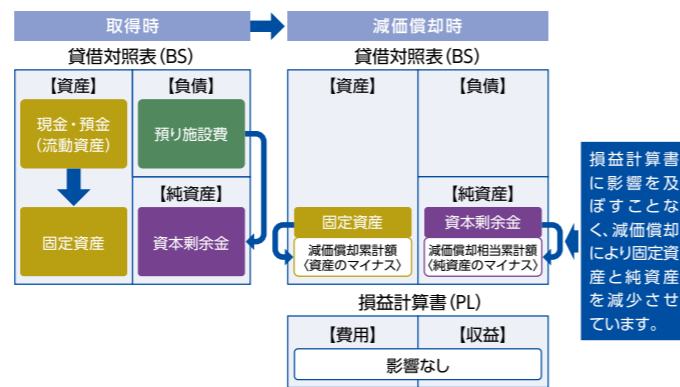 取得時
減価償却時
貸借対照表（BS）
【資産】
【負債】
現金・預金
（流動資産）
預り施設費
【純資産】
固定資産
資本剰余金
貸借対照表（BS）
【資産】
【負債】
【純資産】
固定資産
資本剰余金
減価償却累計額
〈資産のマイナス〉
減価償却相当累計額
〈純資産のマイナス〉
損益計算書（PL）
【費用】
【収益】
影響なし
損益計算書
に影響を及
ぼすことな
く、減価償却
により固定資
産と純資産
を減少させ
ています。